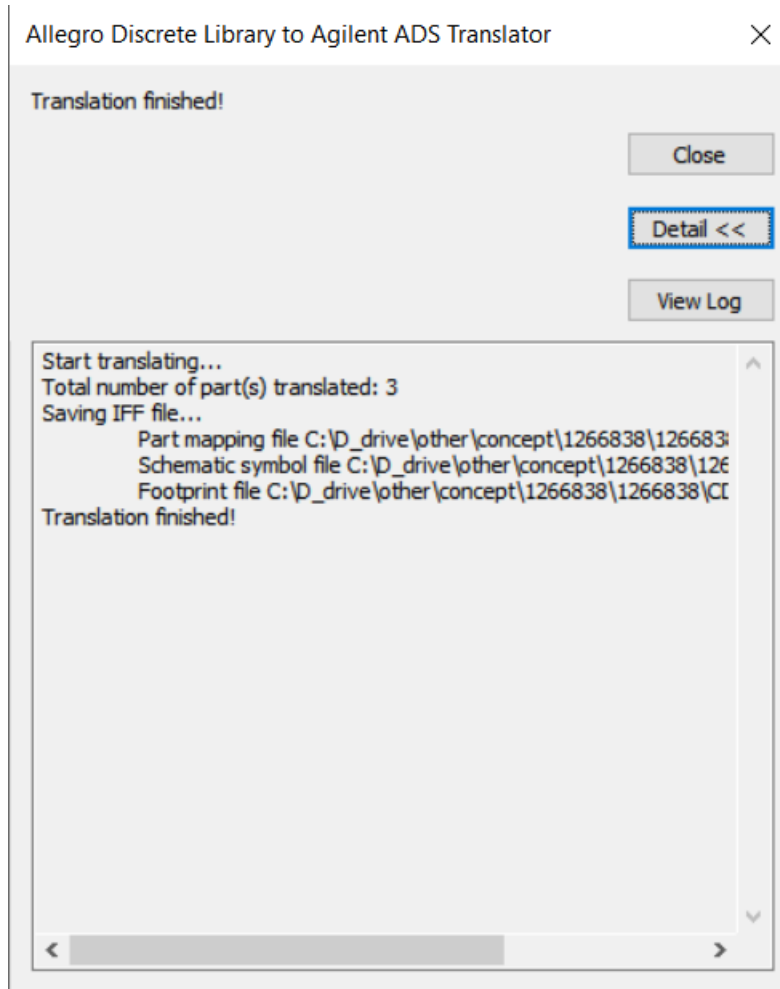 Allegro Discrete Library to Agilent ADS Translator
Translation finished!
Close
Detail <<
View Log
Start translating...
Total number of part(s) translated: 3
Saving IFF file...
Part mapping file C:\D_drive\other\concept\1266838\126683
Schematic symbol file C:\D_drive\other\concept\1266838\126
Footprint file C:\D_drive\other\concept\1266838\1266838\
Translation finished!